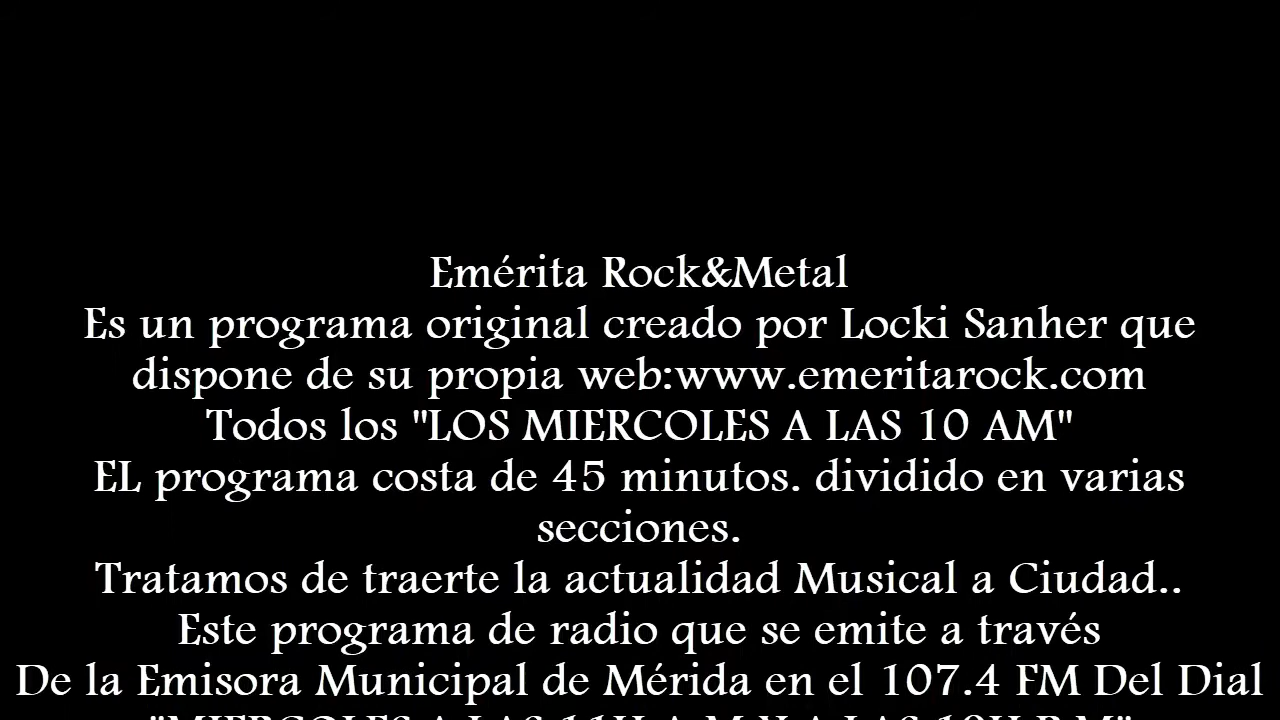 Emérita Rock&Metal
Es un programa original creado por Locki Sanher que
dispone de su propia web:www.emeritarock.com
Todos los "LOS MIERCOLES A LAS 10 AM"
EL programa costa de 45 minutos. dividido en varias
secciones.
Tratamos de traerte la actualidad Musical a Ciudad..
Este programa de radio que se emite a través
De la Emisora Municipal de Mérida en el 107.4 FM Del Dial
"MIERCOLES A LAS